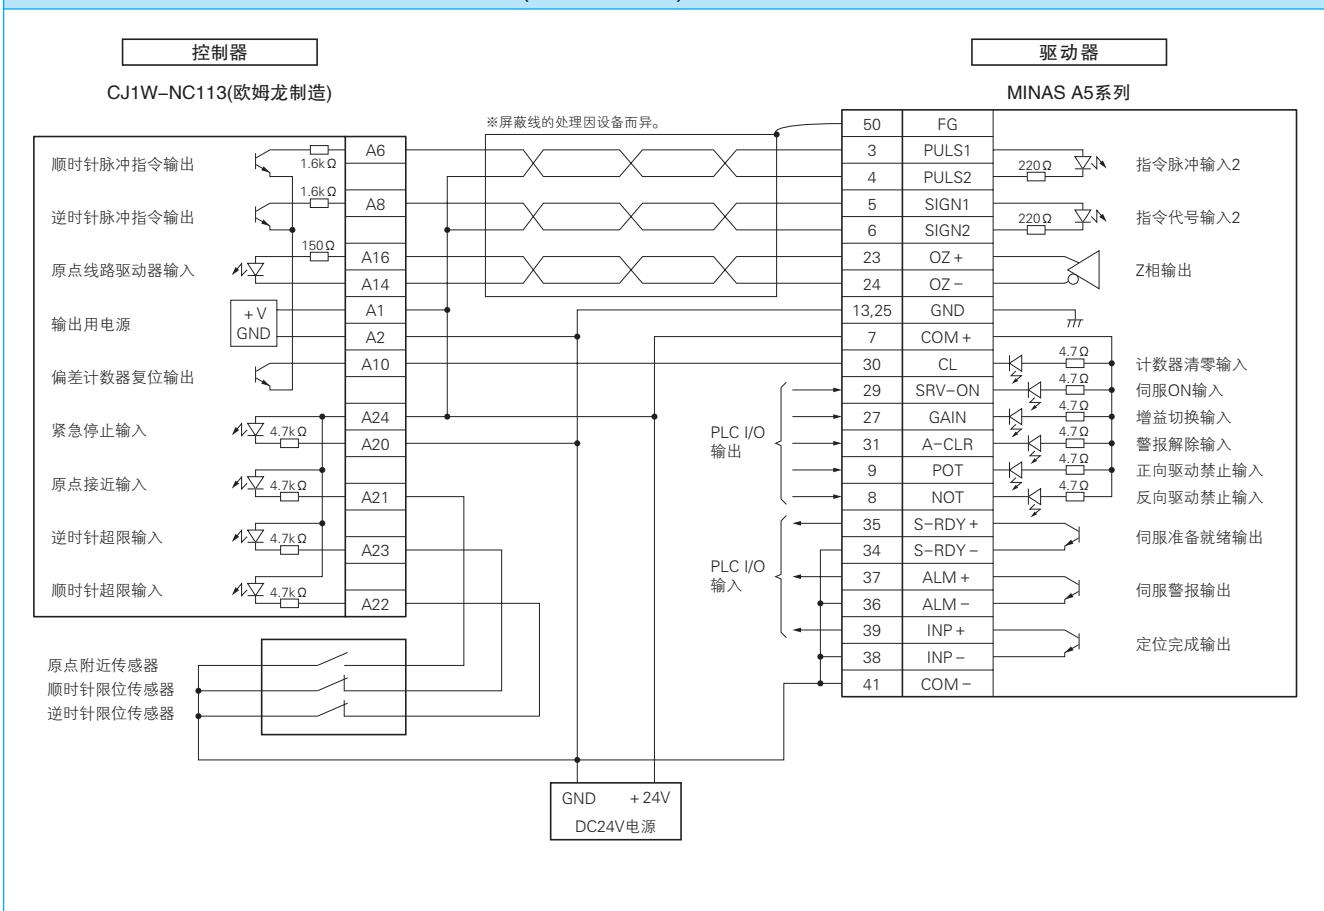 控制器
CJ1W-NC113(欧姆龙制造)
驱动器
MINAS A5系列
※屏蔽线的处理因设备而异。
顺时针脉冲指令输出
1.6kΩ
A6
逆时针脉冲指令输出
1.6kΩ
A8
原点线路驱动器输入
150Ω
A16
A14
输出用电源
+V
GND
A1
A2
偏差计数器复位输出
A10
紧急停止输入
4.7kΩ
A24
A20
原点接近输入
4.7kΩ
A21
逆时针超限输入
4.7kΩ
A23
顺时针超限输入
4.7kΩ
A22
原点附近传感器
顺时针限位传感器
逆时针限位传感器
PLC I/O
输出
PLC I/O
输入
50 FG
3 PULS1
4 PULS2
220Ω
指令脉冲输入2
5 SIGN1
6 SIGN2
220Ω
指令代号输入2
23 OZ+
24 OZ-
Z相输出
13,25 GND
7 COM+
30 CL 4.7Ω 计数器清零输入
29 SRV-ON 4.7Ω 伺服ON输入
27 GAIN 4.7Ω 增益切换输入
31 A-CLR 4.7Ω 警报解除输入
9 POT 4.7Ω 正向驱动禁止输入
8 NOT 4.7Ω 反向驱动禁止输入
35 S-RDY+
34 S-RDY-
伺服准备就绪输出
37 ALM+
36 ALM-
伺服警报输出
39 INP+
38 INP-
定位完成输出
41 COM-
GND +24V
DC24V电源